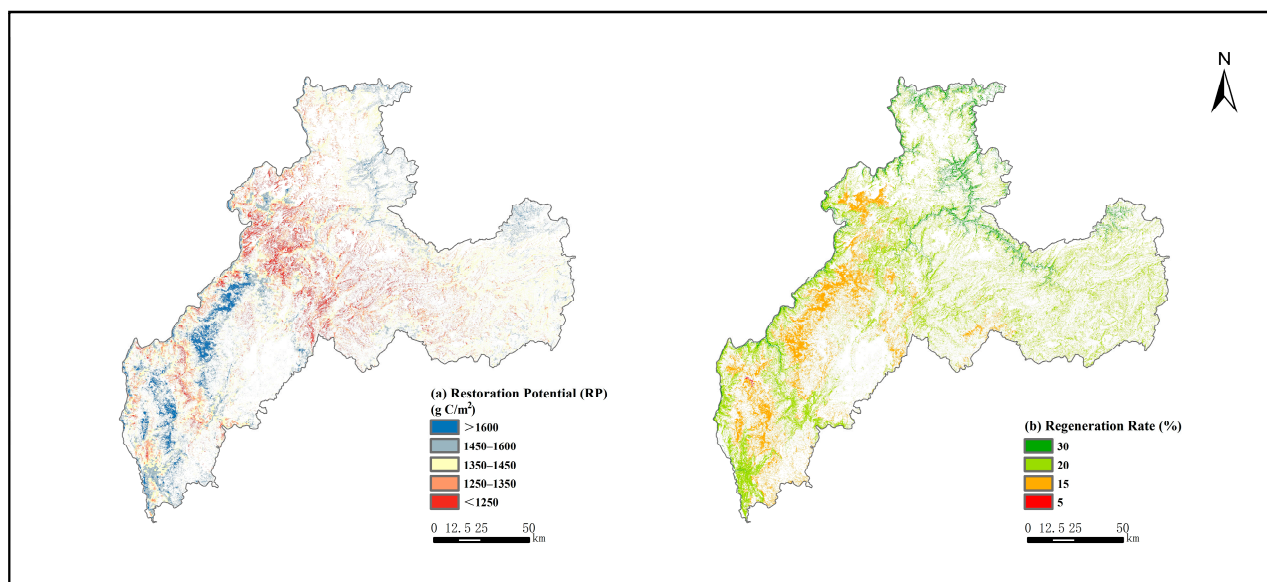 N
(a) Restoration Potential (RP)
(g C/m²)
＞1600
1450–1600
1350–1450
1250–1350
＜1250
0 12.5 25 50
km
(b) Regeneration Rate (%)
30
20
15
5
0 12.5 25 50
km